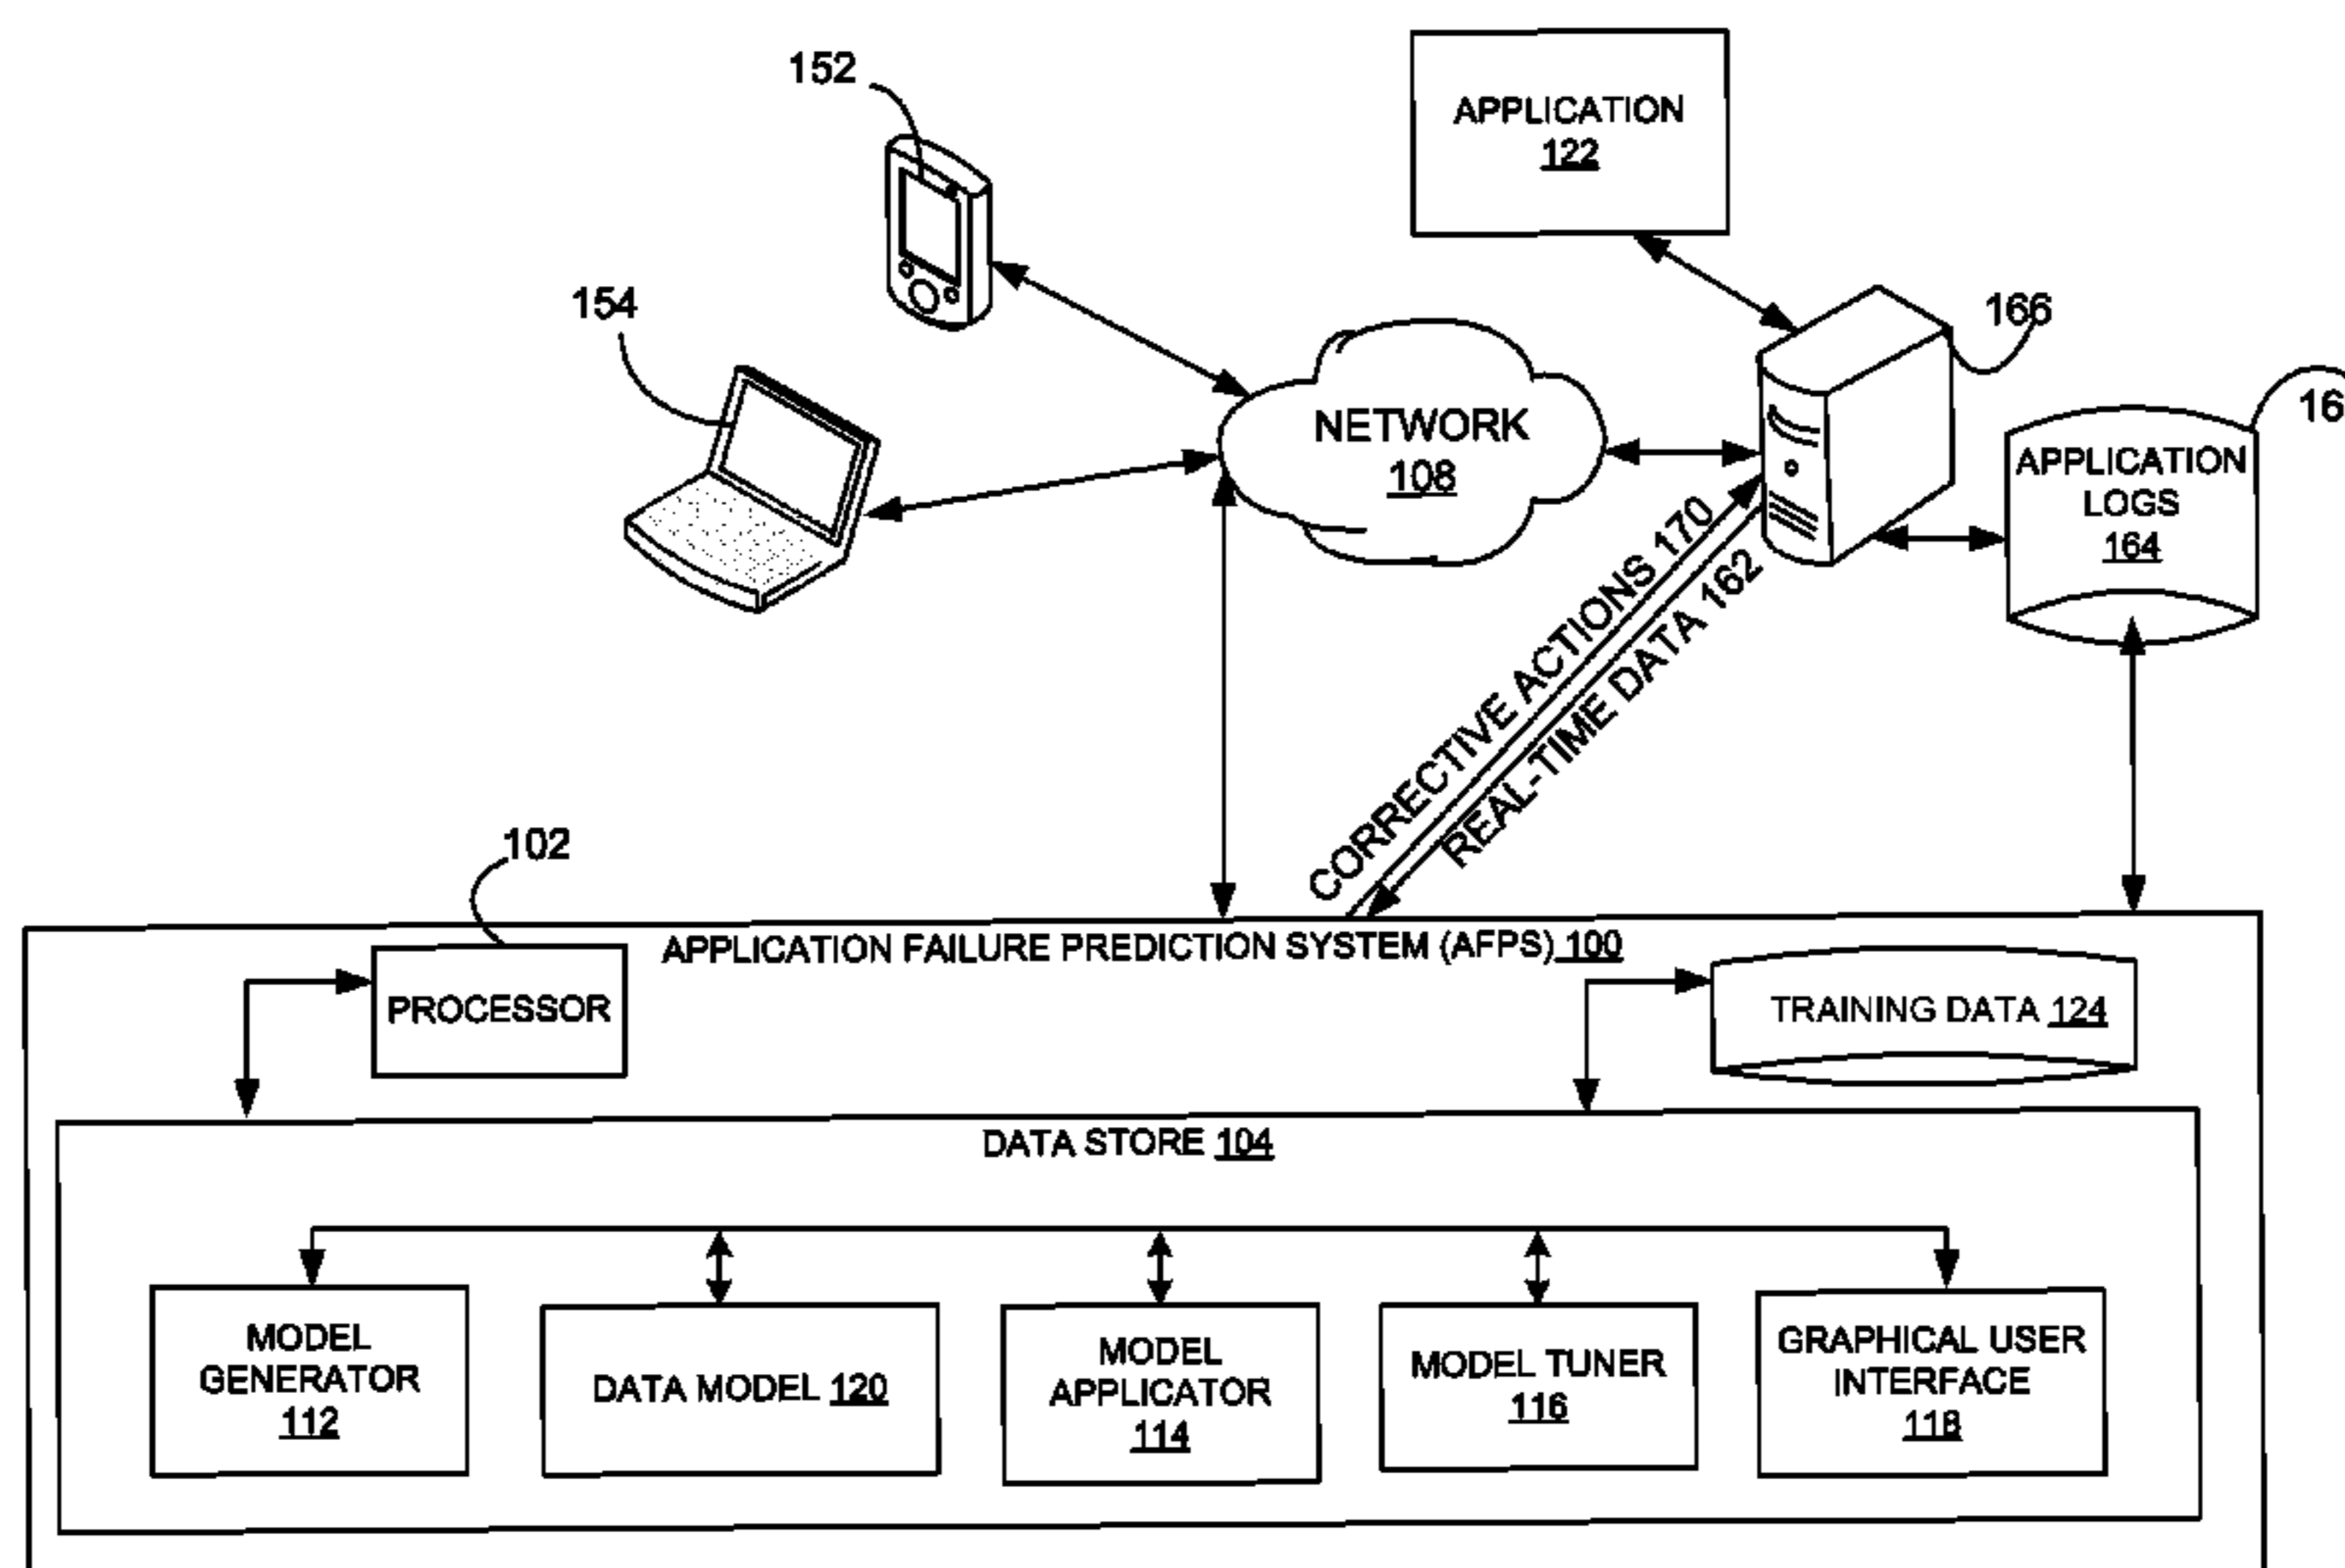 152
APPLICATION
122
154
166
NETWORK
108
16
APPLICATION
LOGS
164
CORRECTIVE ACTIONS 170
REAL-TIME DATA 162
102
APPLICATION FAILURE PREDICTION SYSTEM (AFPS) 100
PROCESSOR
TRAINING DATA 124
DATA STORE 104
MODEL
GENERATOR
112
DATA MODEL 120
MODEL
APPLICATOR
114
MODEL TUNER
116
GRAPHICAL USER
INTERFACE
118